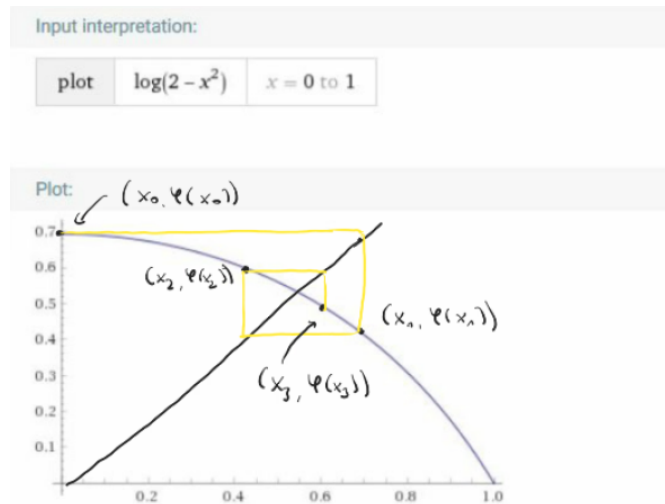 Input interpretation:
plot log(2 – x²) x = 0 to 1
Plot:
(x₀, φ(x₀))
0.7
0.6
(x₂, φ(x₂))
0.5
(x₁, φ(x₁))
0.4
(x₃, φ(x₃))
0.3
0.2
0.1
0.2 0.4 0.6 0.8 1.0